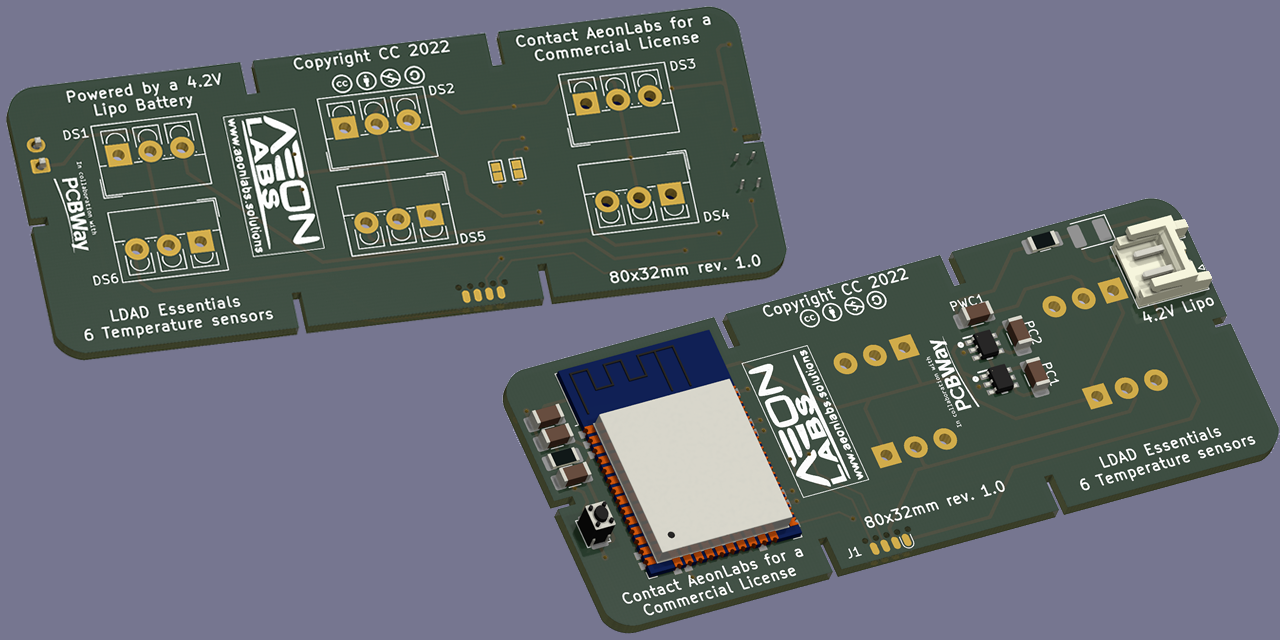 Powered by a 4.2V
Lipo Battery
Copyright CC 2022
cc
Contact AeonLabs for a
Commercial License
DS1
DS2
DS3
In collaboration with
PCBWay
AEON
LABS
www.aeonlabs.solutions
DS6
DS5
DS4
LDAD Essentials
6 Temperature sensors
80x32mm rev. 1.0
Copyright CC 2022
cc
PWC1
PC2
PC1
4.2V Lipo
AEON
LABS
www.aeonlabs.solutions
In collaboration with
PCBWay
80x32mm rev. 1.0
J1
LDAD Essentials
6 Temperature sensors
Contact AeonLabs for a
Commercial License